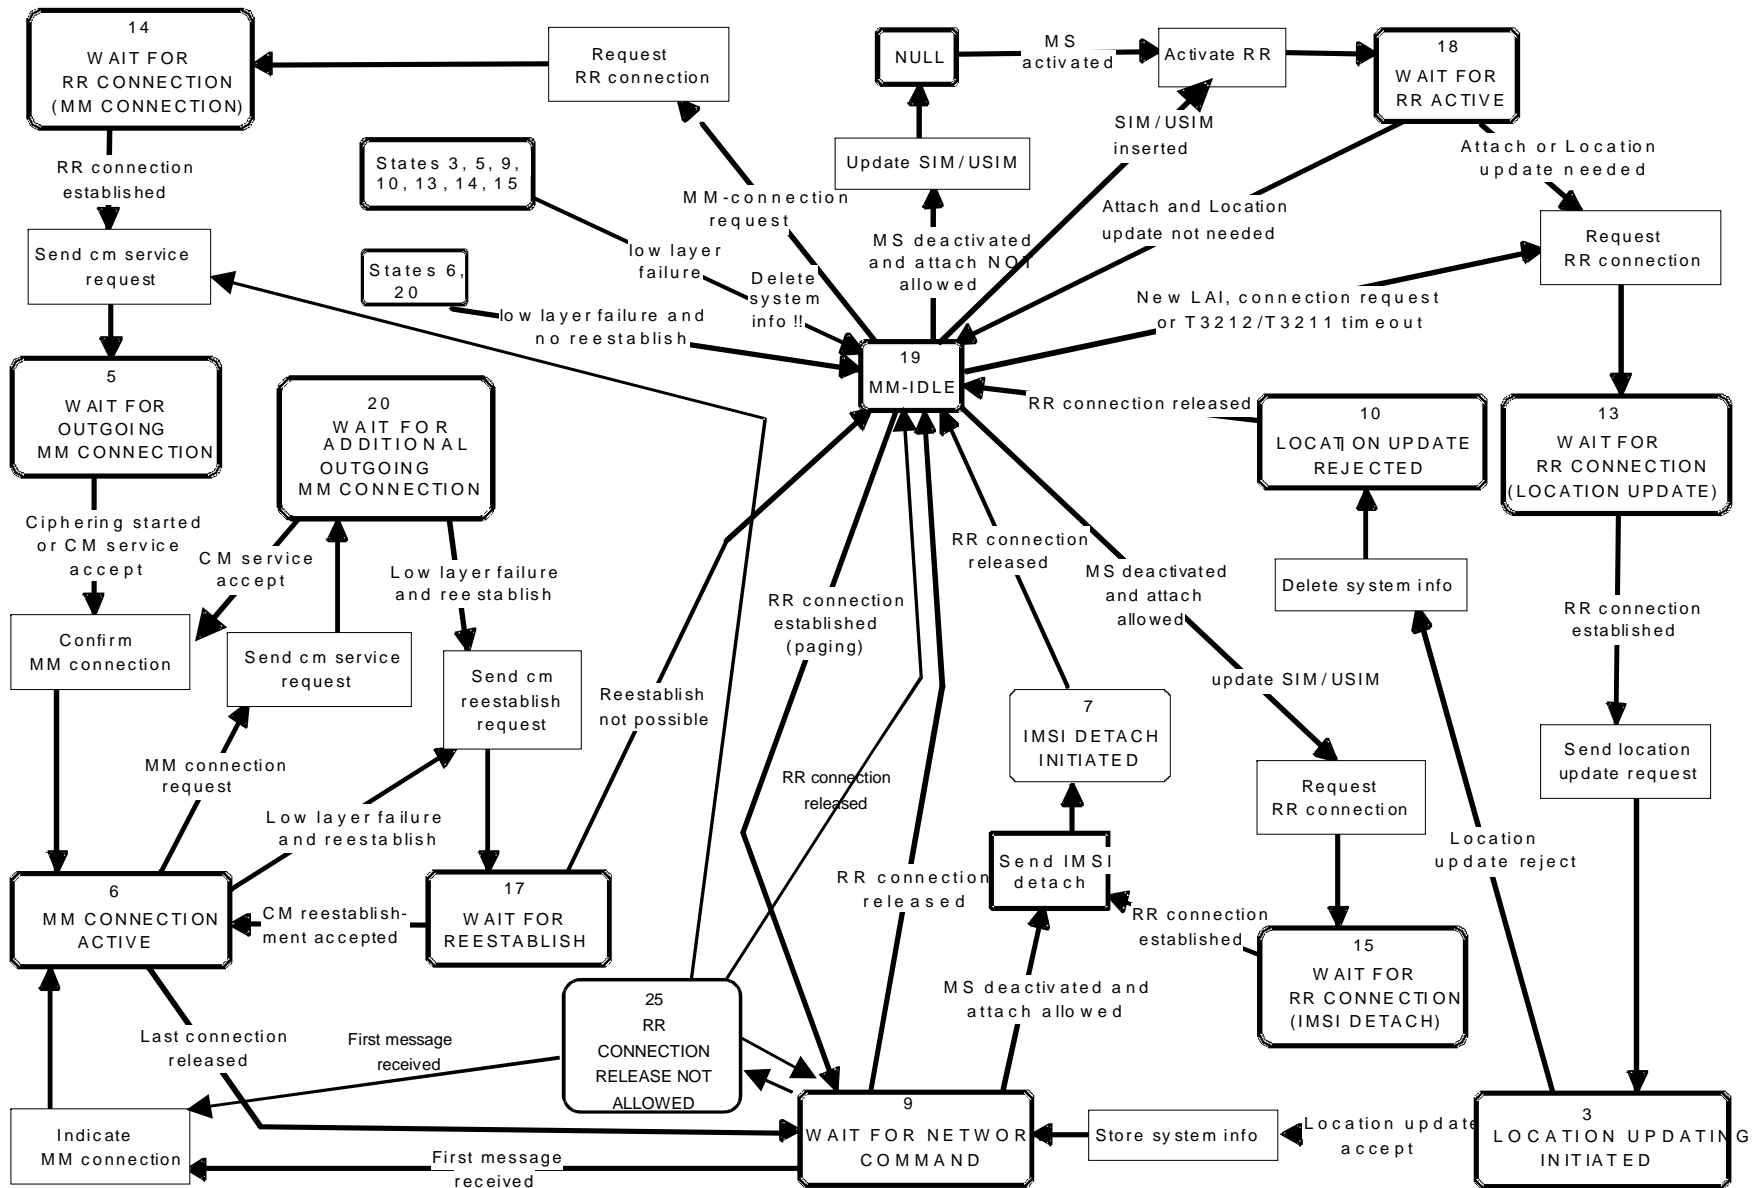 14
WAIT FOR
RR CONNECTION
(MM CONNECTION)
Request
RR connection
NULL
MS
activated
Activate RR
18
WAIT FOR
RR ACTIVE
RR connection
established
States 3, 5, 9,
10, 13, 14, 15
Update SIM/USIM
SIM/USIM
inserted
Attach or Location
update needed
MM-connection
request
Attach and Location
update not needed
Send cm service
request
States 6,
20
low layer
failure
Delete
system
info !!
MS deactivated
and attach NOT
allowed
Request
RR connection
low layer failure and
no reestablish
New LAI, connection request
or T3212/T3211 timeout
19
MM-IDLE
5
WAIT FOR
OUTGOING
MM CONNECTION
20
WAIT FOR
ADDITIONAL
OUTGOING
MM CONNECTION
RR connection released
10
LOCATION UPDATE
REJECTED
13
WAIT FOR
RR CONNECTION
(LOCATION UPDATE)
Ciphering started
or CM service
accept
CM service
accept
Low layer failure
and reestablish
RR connection
released
MS deactivated
and attach
allowed
Delete system info
RR connection
established
(paging)
RR connection
established
Confirm
MM connection
Send cm service
request
Send cm
reestablish
request
Reestablish
not possible
update SIM/USIM
7
IMSI DETACH
INITIATED
Send location
update request
MM connection
request
RR connection
released
Request
RR connection
Low layer failure
and reestablish
Location
update reject
Send IMSI
detach
RR connection
released
6
MM CONNECTION
ACTIVE
CM reestablish-
ment accepted
17
WAIT FOR
REESTABLISH
RR connection
established
15
WAIT FOR
RR CONNECTION
(IMSI DETACH)
MS deactivated and
attach allowed
25
RR
CONNECTION
RELEASE NOT
ALLOWED
Last connection
released
First message
received
Indicate
MM connection
First message
received
9
WAIT FOR NETWOR
COMMAND
Store system info
Location update
accept
3
LOCATION UPDATING
INITIATED